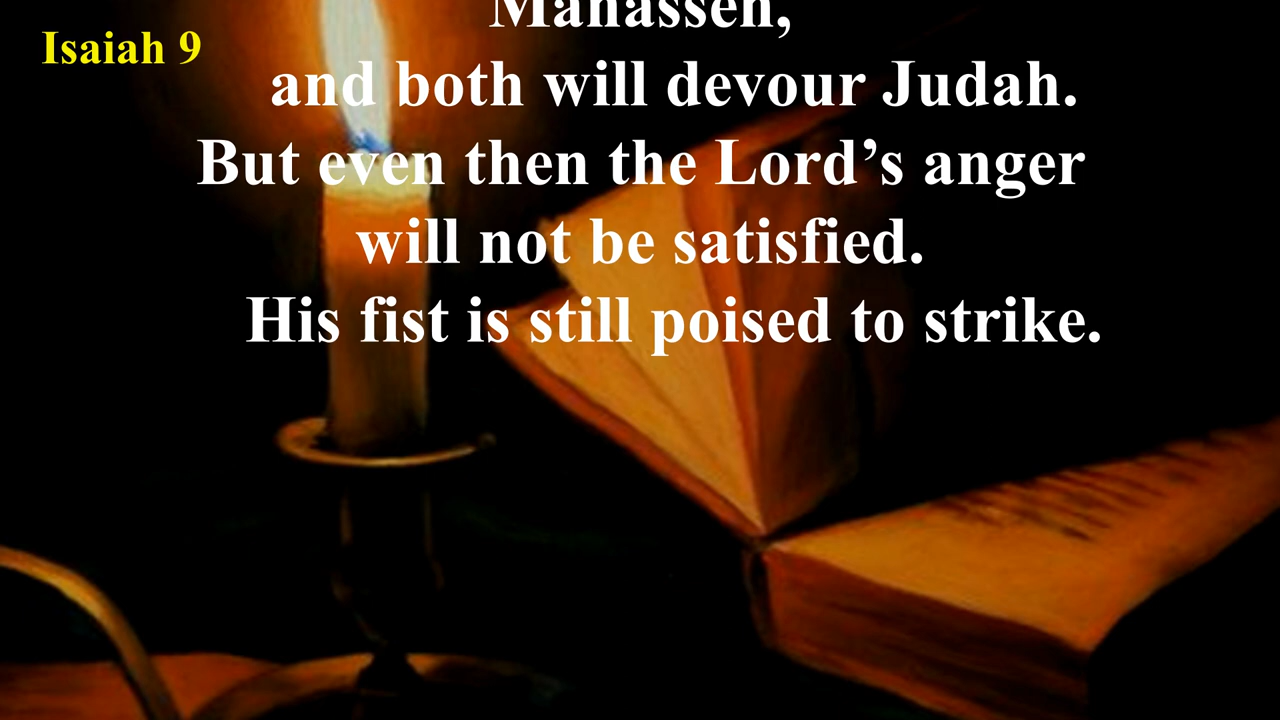 Manasseh,
Isaiah 9
and both will devour Judah.
But even then the Lord’s anger
will not be satisfied.
His fist is still poised to strike.